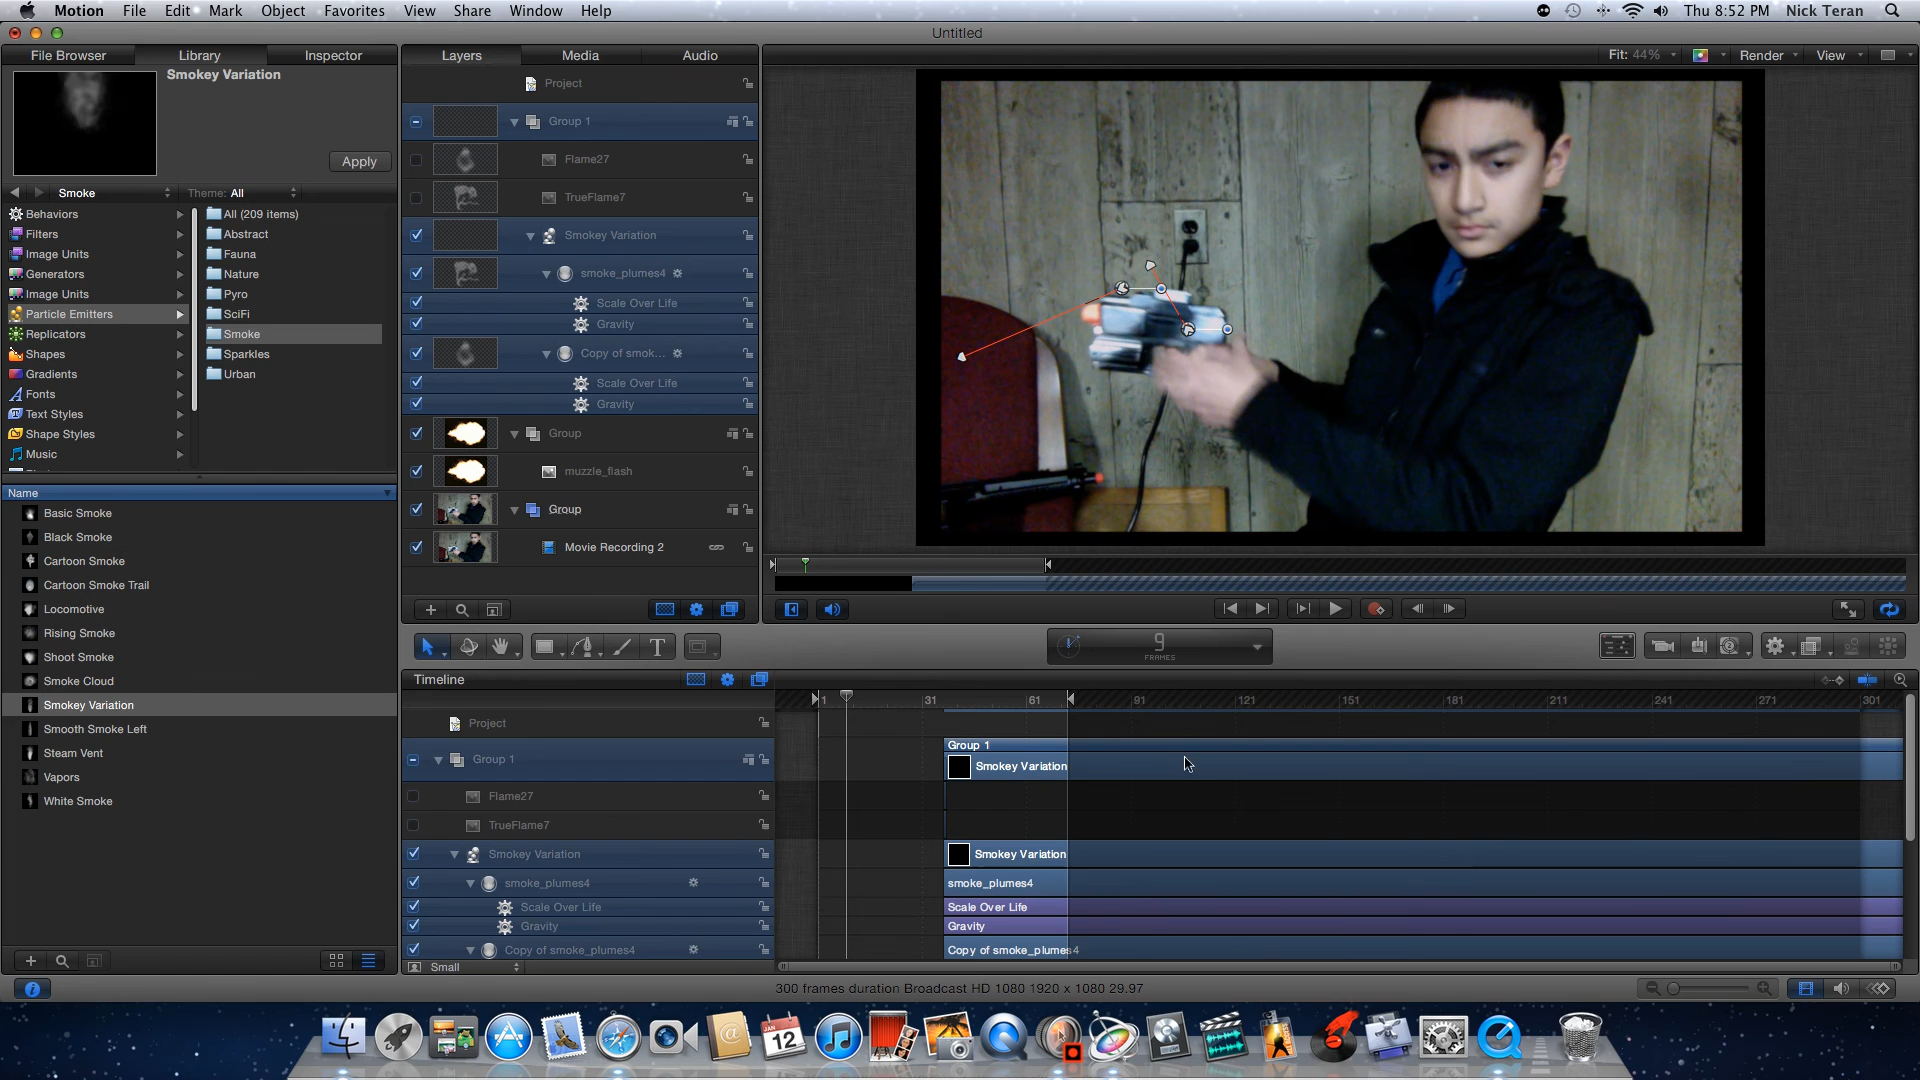 Motion File Edit Mark Object Favorites View Share Window Help Thu 8:52 PM Nick Teran
Untitled
File Browser Library Inspector
Smokey Variation
Apply
Smoke Theme: All
Behaviors
Filters
Image Units
Generators
Image Units
Particle Emitters
Replicators
Shapes
Gradients
Fonts
Text Styles
Shape Styles
Music
All (209 items)
Abstract
Fauna
Nature
Pyro
SciFi
Smoke
Sparkles
Urban
Name
Basic Smoke
Black Smoke
Cartoon Smoke
Cartoon Smoke Trail
Locomotive
Rising Smoke
Shoot Smoke
Smoke Cloud
Smokey Variation
Smooth Smoke Left
Steam Vent
Vapors
White Smoke
Layers Media Audio
Project
Group 1
Flame27
TrueFlame7
Smokey Variation
smoke_plumes4
Scale Over Life
Gravity
Copy of smok...
Scale Over Life
Gravity
Group
muzzle_flash
Group
Movie Recording 2
Fit: 44% Render View
T
9
FRAMES
Timeline
1 31 61 91 121 151 181 211 241 271 301
Project
Group 1
Flame27
TrueFlame7
Smokey Variation
smoke_plumes4
Scale Over Life
Gravity
Copy of smoke_plumes4
Small
Group 1
Smokey Variation
Smokey Variation
smoke_plumes4
Scale Over Life
Gravity
Copy of smoke_plumes4
300 frames duration Broadcast HD 1080 1920 x 1080 29.97
JAN
12